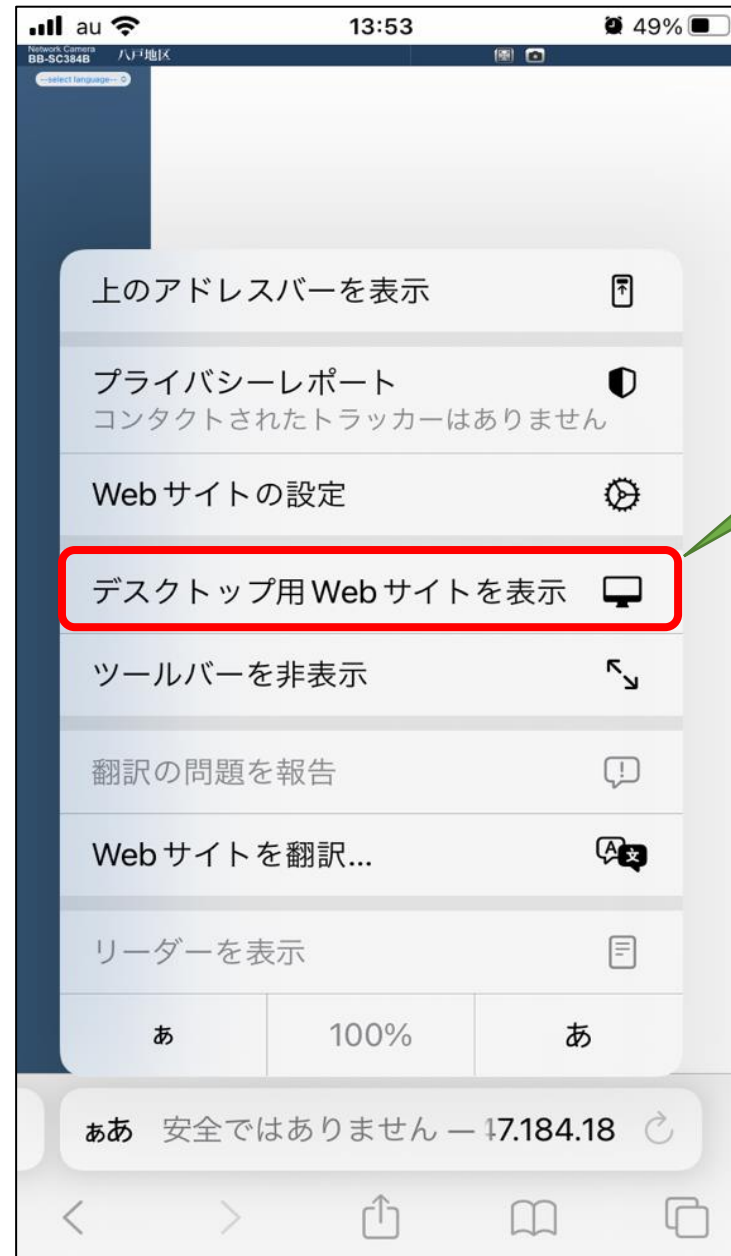 au 13:53 49%
Network Camera
BB-SC384B 八戸地区
--select language--
上のアドレスバーを表示
プライバシーレポート
コンタクトされたトラッカーはありません
Webサイトの設定
デスクトップ用Webサイトを表示
ツールバーを非表示
翻訳の問題を報告
Webサイトを翻訳...
リーダーを表示
あ 100% あ
ぁあ 安全ではありません — 47.184.18